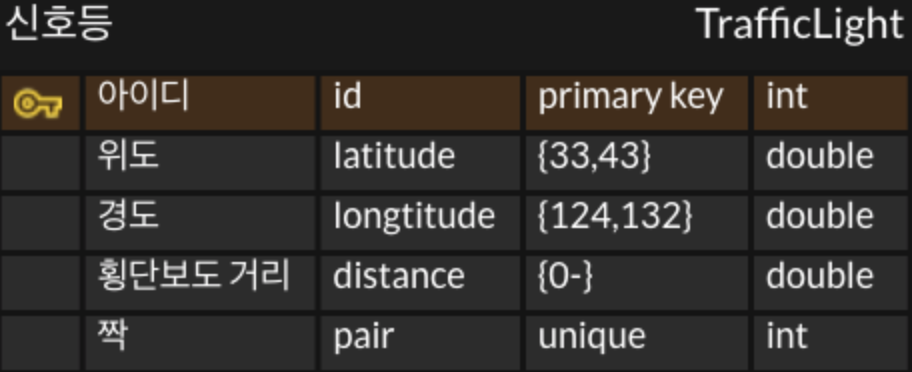 신호등 TrafficLight
아이디 id primary key int
위도 latitude {33,43} double
경도 longtitude {124,132} double
횡단보도 거리 distance {0-} double
짝 pair unique int